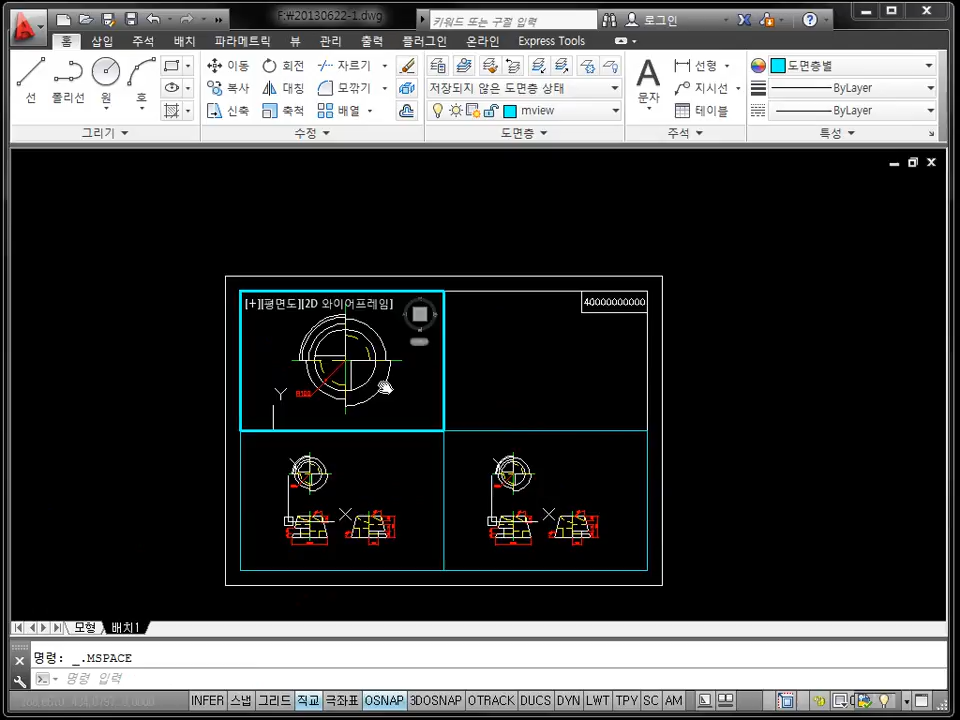 F:₩20130622-1.dwg
키워드 또는 구절 입력
로그인
홈 삽입 주석 배치 파라메트릭 뷰 관리 출력 플러그인 온라인 Express Tools
이동 회전 자르기
선 폴리선 원 호
복사 대칭 모깎기
신축 축척 배열
저장되지 않은 도면층 상태
mview
문자
선형
지시선
테이블
도면층별
ByLayer
ByLayer
그리기 수정 도면층 주석 특성
[+][평면도][2D 와이어프레임]
40000000000
Y
모형 배치1
명령: _.MSPACE
명령 입력
INFER 스냅 그리드 직교 극좌표 OSNAP 3DOSNAP OTRACK DUCS DYN LWT TPY SC AM